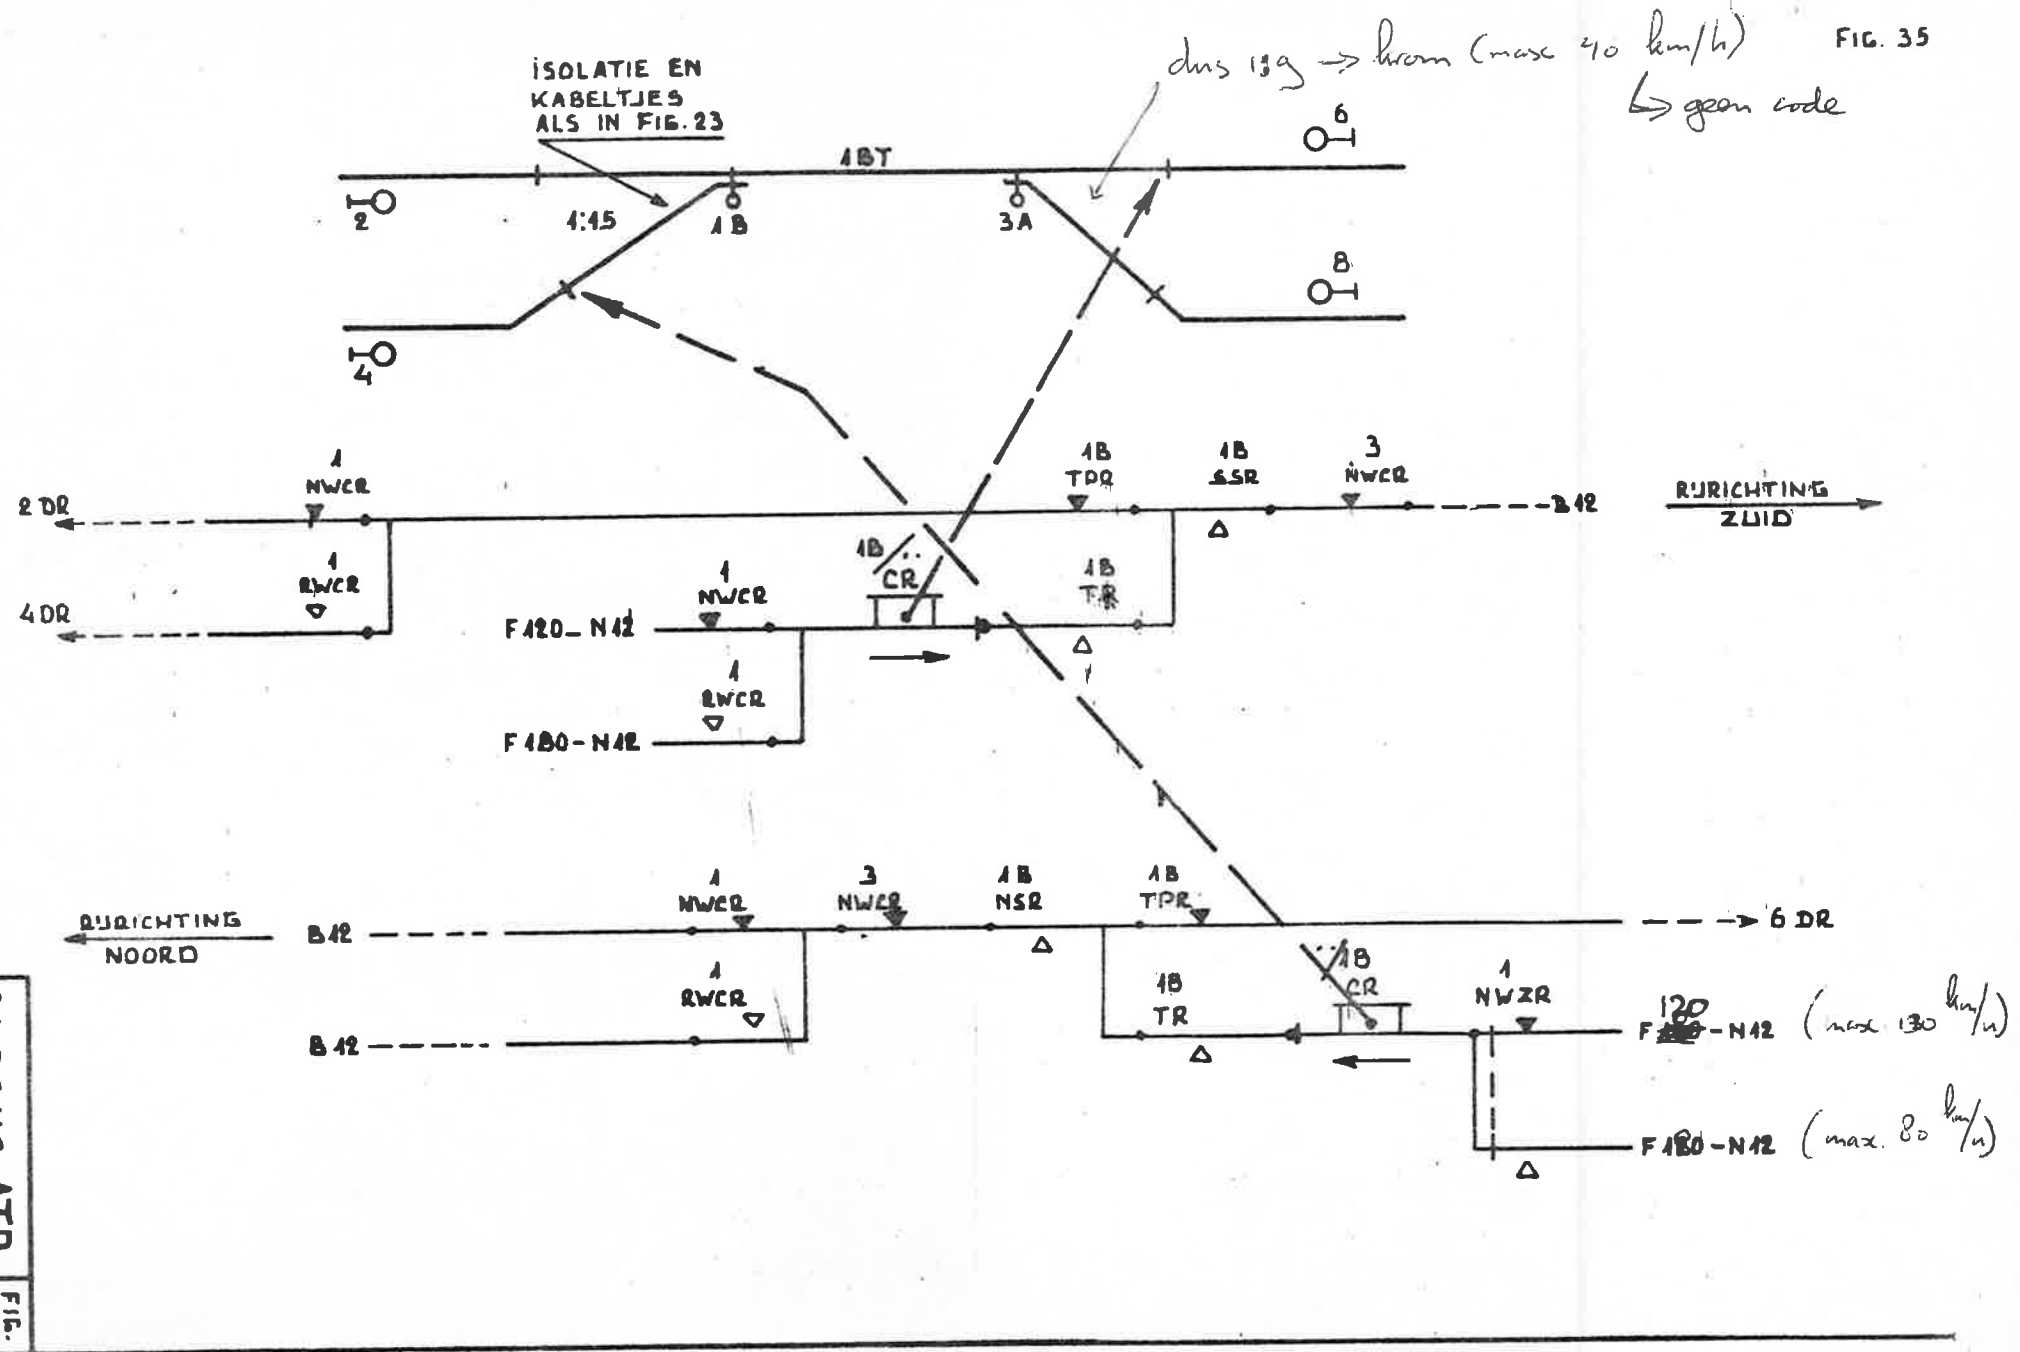 FIG. 35
dus 1:9 → krom (max 40 km/h)
↳ geen code
ISOLATIE EN
KABELTJES
ALS IN FIG.23
6
1BT
2
1:15
1B
3A
8
4
1
NWCR
1B
TPR
1B
SSR
3
NWCR
2 DR
B12
RIJRICHTING
ZUID
1
RWCR
4 DR
1
NWCR
1B
CR
1B
TR
F120-N12
1
RWCR
F180-N12
1
NWCR
3
NWCR
1B
NSR
1B
TPR
RIJRICHTING
NOORD
B12
6 DR
1
RWCR
1B
TR
1B
CR
1
NWZR
120
F -N12 (max 130 km/u)
B12
F180-N12 (max. 80 km/u)
ATB
FIG.